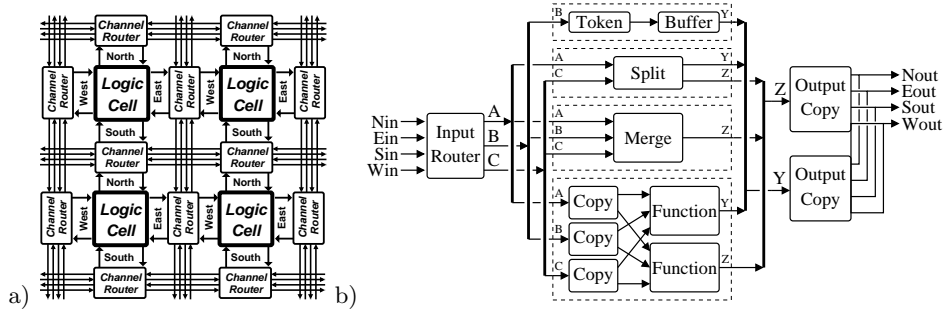 a)
Channel Router
Channel Router
North
North
Channel Router
West
Logic Cell
East
Channel Router
West
Logic Cell
East
Channel Router
South
South
Channel Router
Channel Router
North
North
Channel Router
West
Logic Cell
East
Channel Router
West
Logic Cell
East
Channel Router
South
South
Channel Router
Channel Router
b)
Nin
Ein
Sin
Win
Input Router
A
B
C
B
Token
Buffer
Y
A
C
Split
Y
Z
A
B
C
Merge
Z
A
Copy
B
Copy
C
Copy
Function
Y
Function
Z
Z
Output Copy
Y
Output Copy
Nout
Eout
Sout
Wout